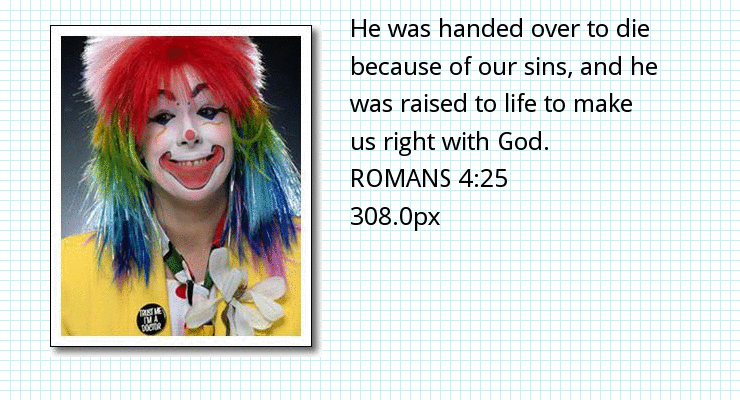 He was handed over to die
because of our sins, and he
was raised to life to make
us right with God.
ROMANS 4:25
308.0px
TRUST ME
I'M A
DOCTOR